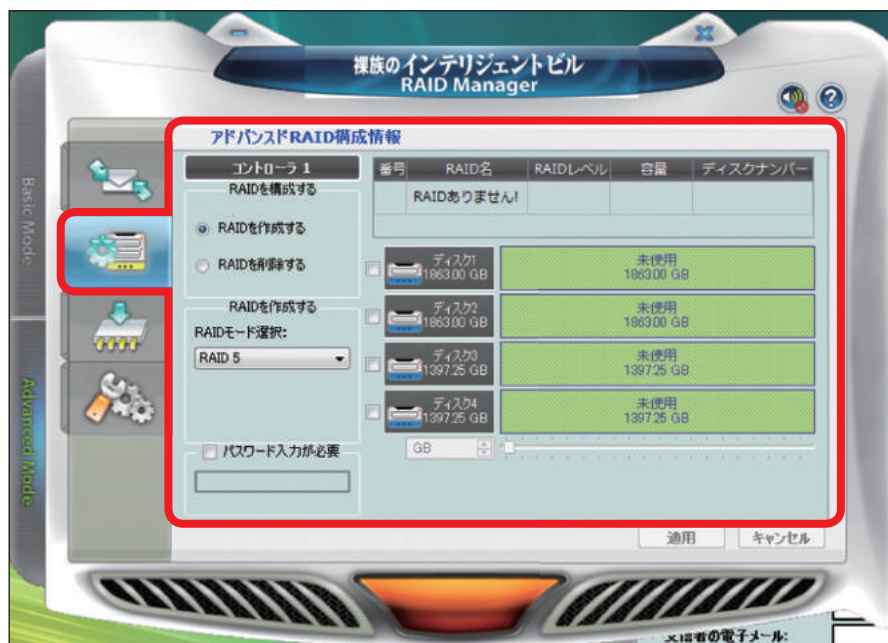 裸族のインテリジェントビル
RAID Manager
アドバンスドRAID構成情報
Basic Mode
Advanced Mode
コントローラ 1
RAIDを構成する
RAIDを作成する
RAIDを削除する
RAIDを作成する
RAIDモード選択:
RAID 5
パスワード入力が必要
番号 RAID名 RAIDレベル 容量 ディスクナンバー
RAIDありません!
ディスク1
1863.00 GB
未使用
1863.00 GB
ディスク2
1863.00 GB
未使用
1863.00 GB
ディスク3
1397.25 GB
未使用
1397.25 GB
ディスク4
1397.25 GB
未使用
1397.25 GB
GB
適用 キャンセル
の電子メール: